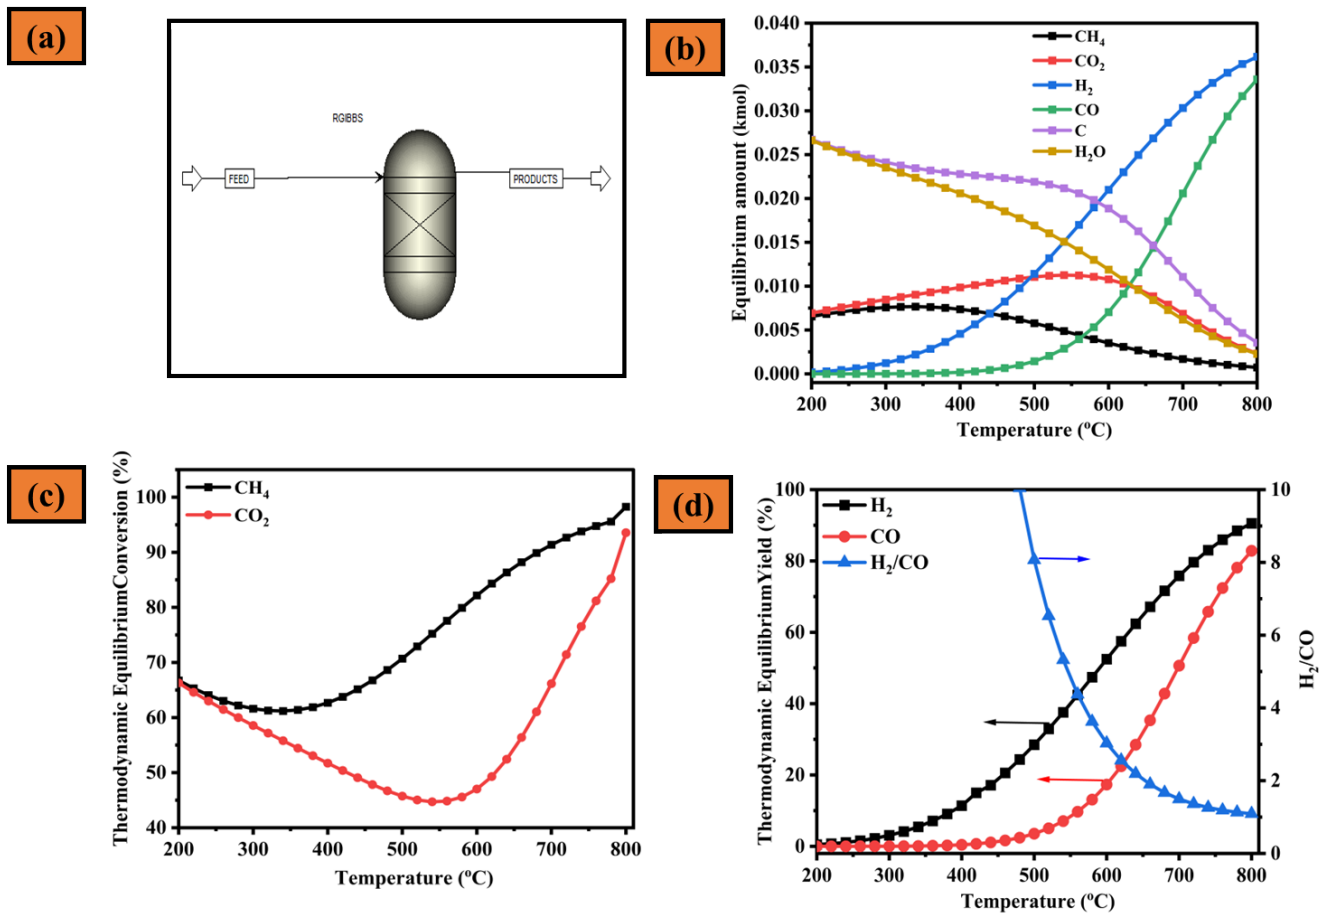 (a)
RGIBBS
FEED
PRODUCTS
(b)
Equilibrium amount (kmol)
0.040
0.035
0.030
0.025
0.020
0.015
0.010
0.005
0.000
CH₄
CO₂
H₂
CO
C
H₂O
200 300 400 500 600 700 800
Temperature (ºC)
(c)
Thermodynamic EquilibriumConversion (%)
100
90
80
70
60
50
40
CH₄
CO₂
200 300 400 500 600 700 800
Temperature (ºC)
(d)
Thermodynamic EquilibriumYield (%)
100
80
60
40
20
0
H₂
CO
H₂/CO
10
8
6
4
2
0
H₂/CO
200 300 400 500 600 700 800
Temperature (ºC)